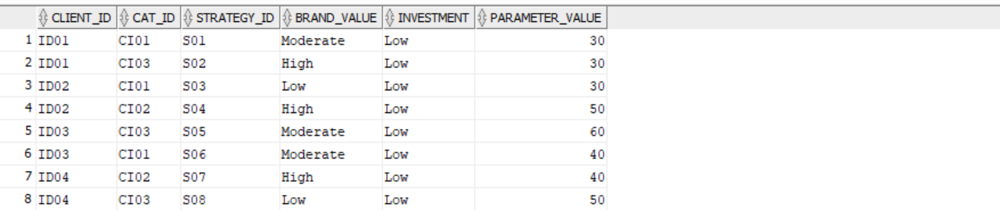 CLIENT_ID CAT_ID STRATEGY_ID BRAND_VALUE INVESTMENT PARAMETER_VALUE
1 ID01 CI01 S01 Moderate Low 30
2 ID01 CI03 S02 High Low 30
3 ID02 CI01 S03 Low Low 30
4 ID02 CI02 S04 High Low 50
5 ID03 CI03 S05 Moderate Low 60
6 ID03 CI01 S06 Moderate Low 40
7 ID04 CI02 S07 High Low 40
8 ID04 CI03 S08 Low Low 50